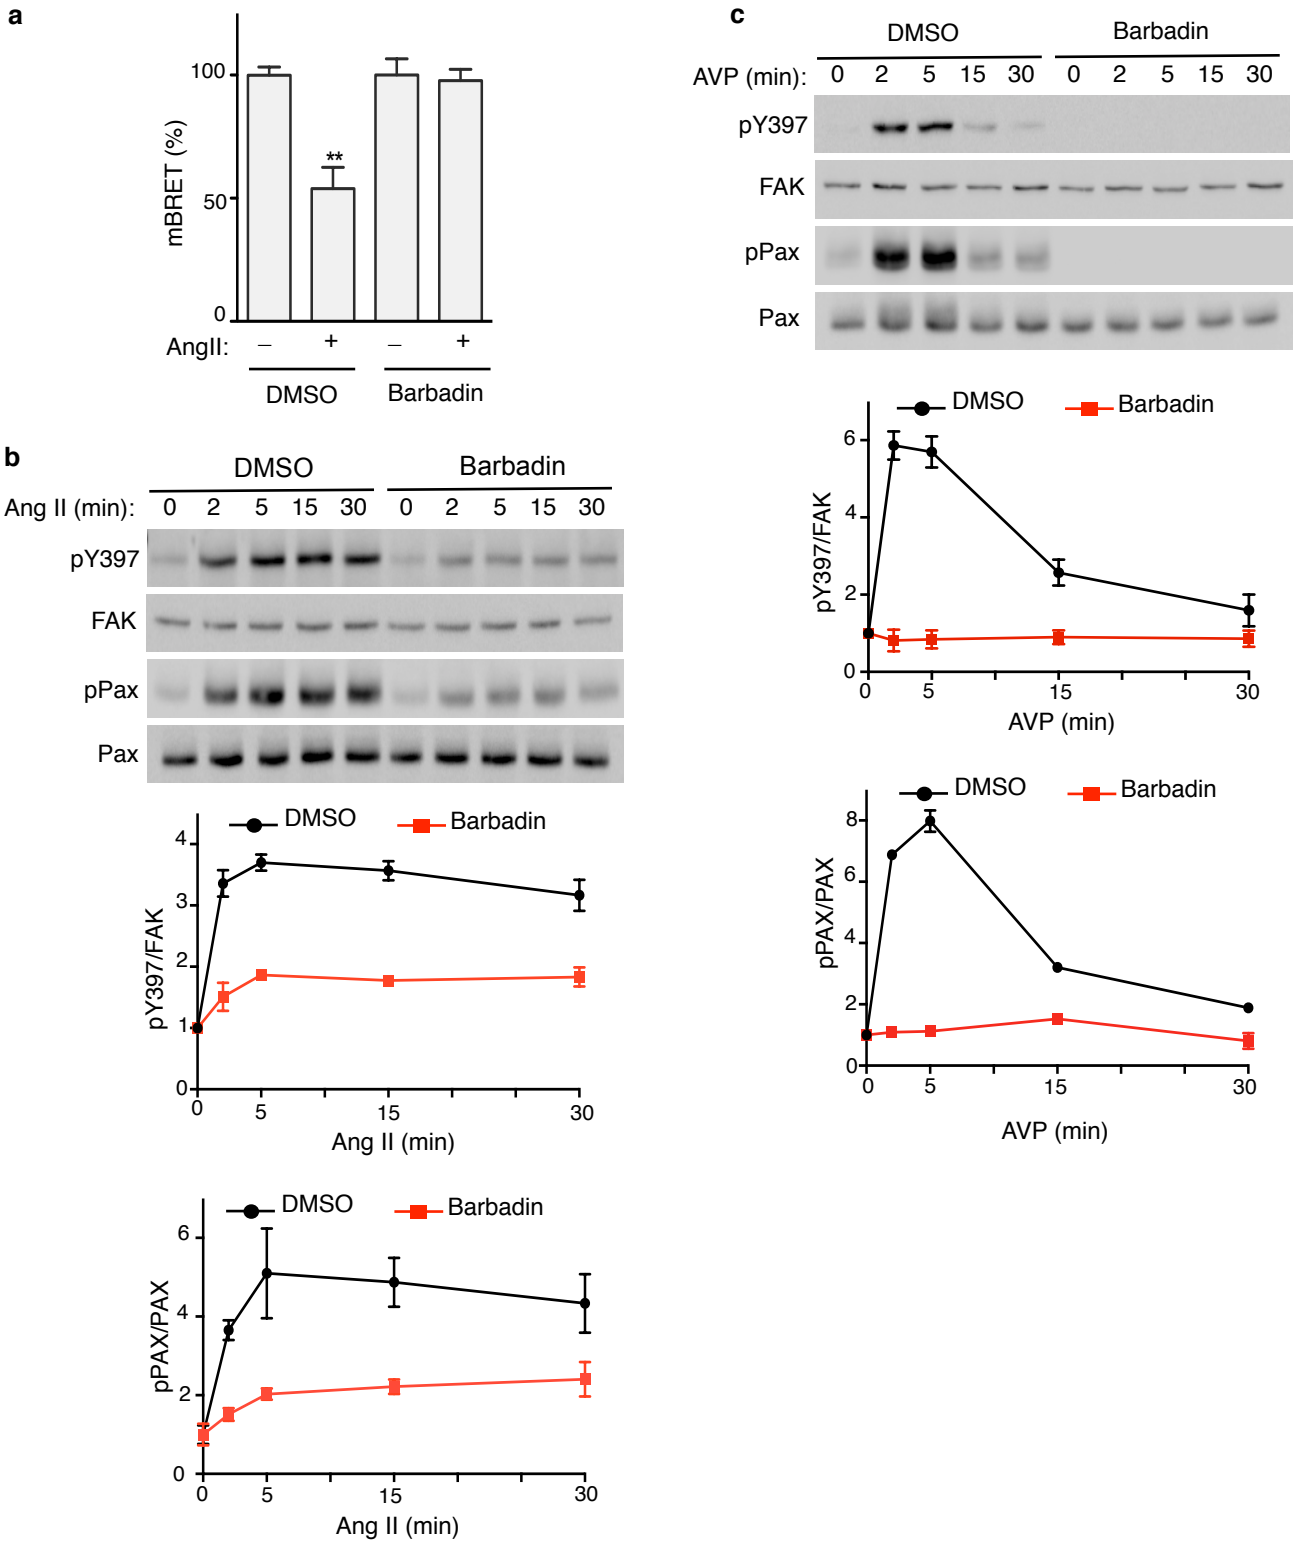 a
mBRET (%)
100
50
0
AngII: – + – +
DMSO Barbadin
**
b
DMSO Barbadin
Ang II (min): 0 2 5 15 30 0 2 5 15 30
pY397
FAK
pPax
Pax
DMSO Barbadin
pY397/FAK
4
3
2
1
0
0 5 15 30
Ang II (min)
DMSO Barbadin
pPAX/PAX
6
4
2
0
0 5 15 30
Ang II (min)
c
DMSO Barbadin
AVP (min): 0 2 5 15 30 0 2 5 15 30
pY397
FAK
pPax
Pax
DMSO Barbadin
pY397/FAK
6
4
2
0
0 5 15 30
AVP (min)
DMSO Barbadin
pPAX/PAX
8
6
4
2
0
0 5 15 30
AVP (min)